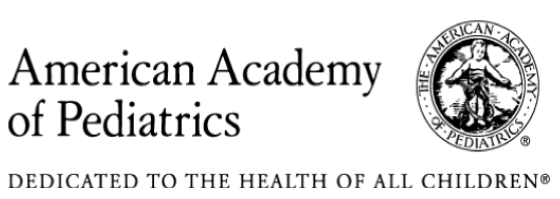 American Academy
of Pediatrics
DEDICATED TO THE HEALTH OF ALL CHILDREN®
· THE · AMERICAN · ACADEMY · OF · PEDIATRICS ®